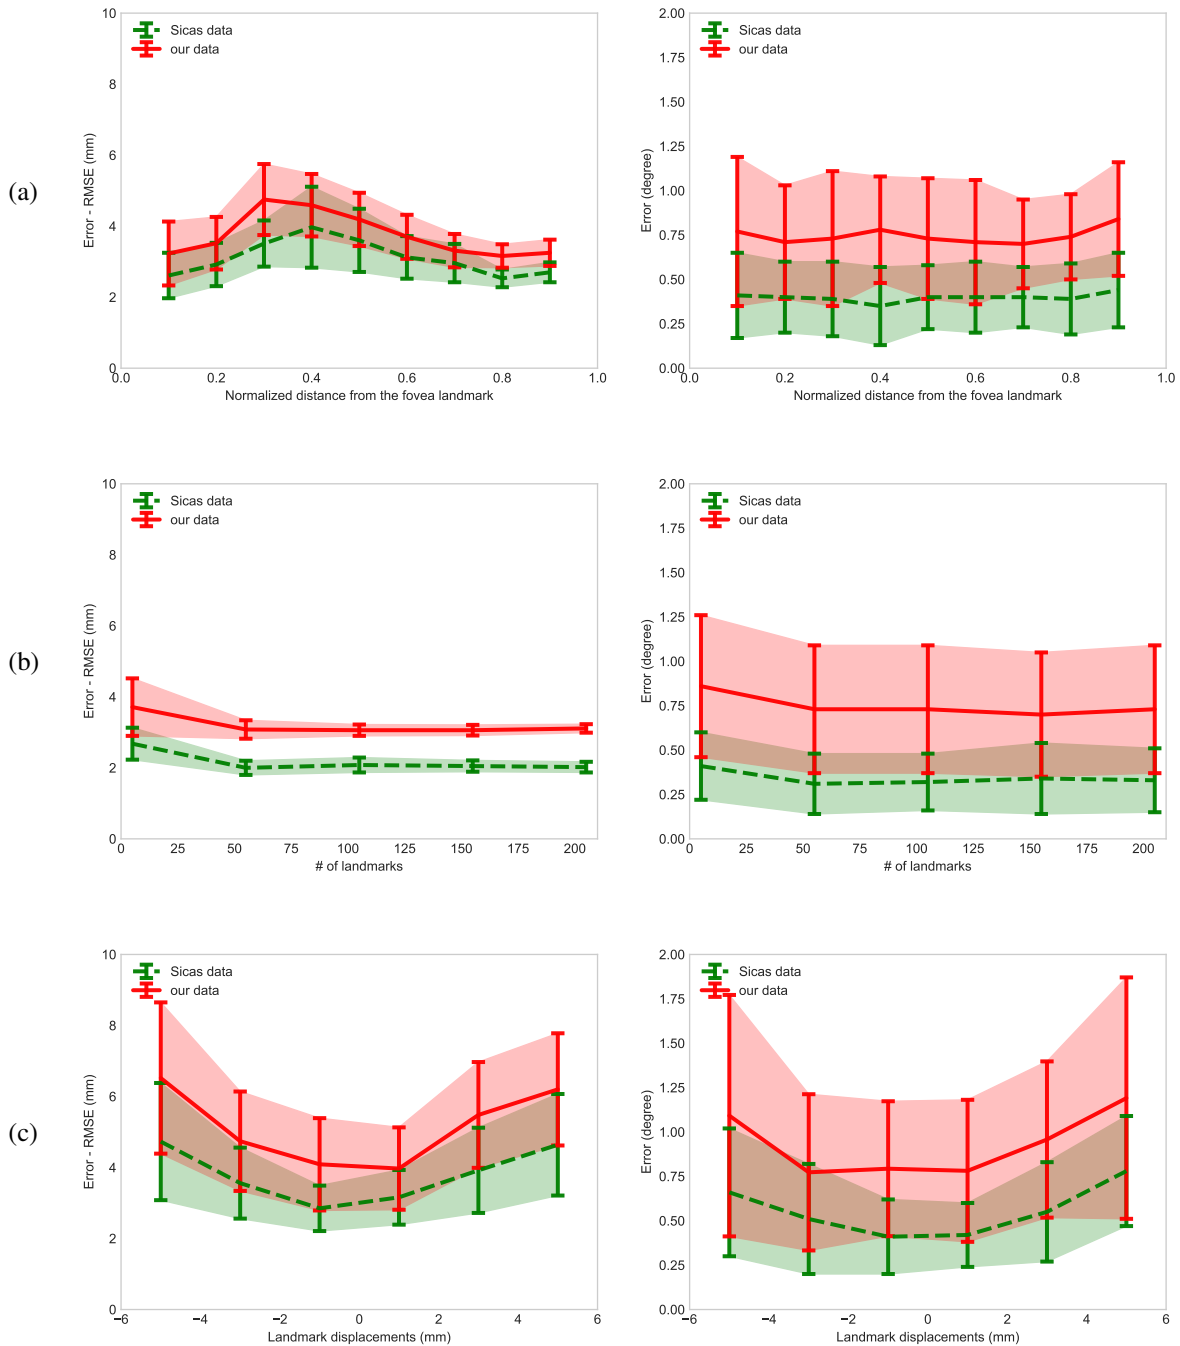 (a)
10
8
6
4
2
0
Error - RMSE (mm)
Sicas data
our data
0.0 0.2 0.4 0.6 0.8 1.0
Normalized distance from the fovea landmark
2.00
1.75
1.50
1.25
1.00
0.75
0.50
0.25
0.00
Error (degree)
Sicas data
our data
0.0 0.2 0.4 0.6 0.8 1.0
Normalized distance from the fovea landmark
(b)
10
8
6
4
2
0
Error - RMSE (mm)
Sicas data
our data
0 25 50 75 100 125 150 175 200
# of landmarks
2.00
1.75
1.50
1.25
1.00
0.75
0.50
0.25
0.00
Error (degree)
Sicas data
our data
0 25 50 75 100 125 150 175 200
# of landmarks
(c)
10
8
6
4
2
0
Error - RMSE (mm)
Sicas data
our data
−6 −4 −2 0 2 4 6
Landmark displacements (mm)
2.00
1.75
1.50
1.25
1.00
0.75
0.50
0.25
0.00
Error (degree)
Sicas data
our data
−6 −4 −2 0 2 4 6
Landmark displacements (mm)